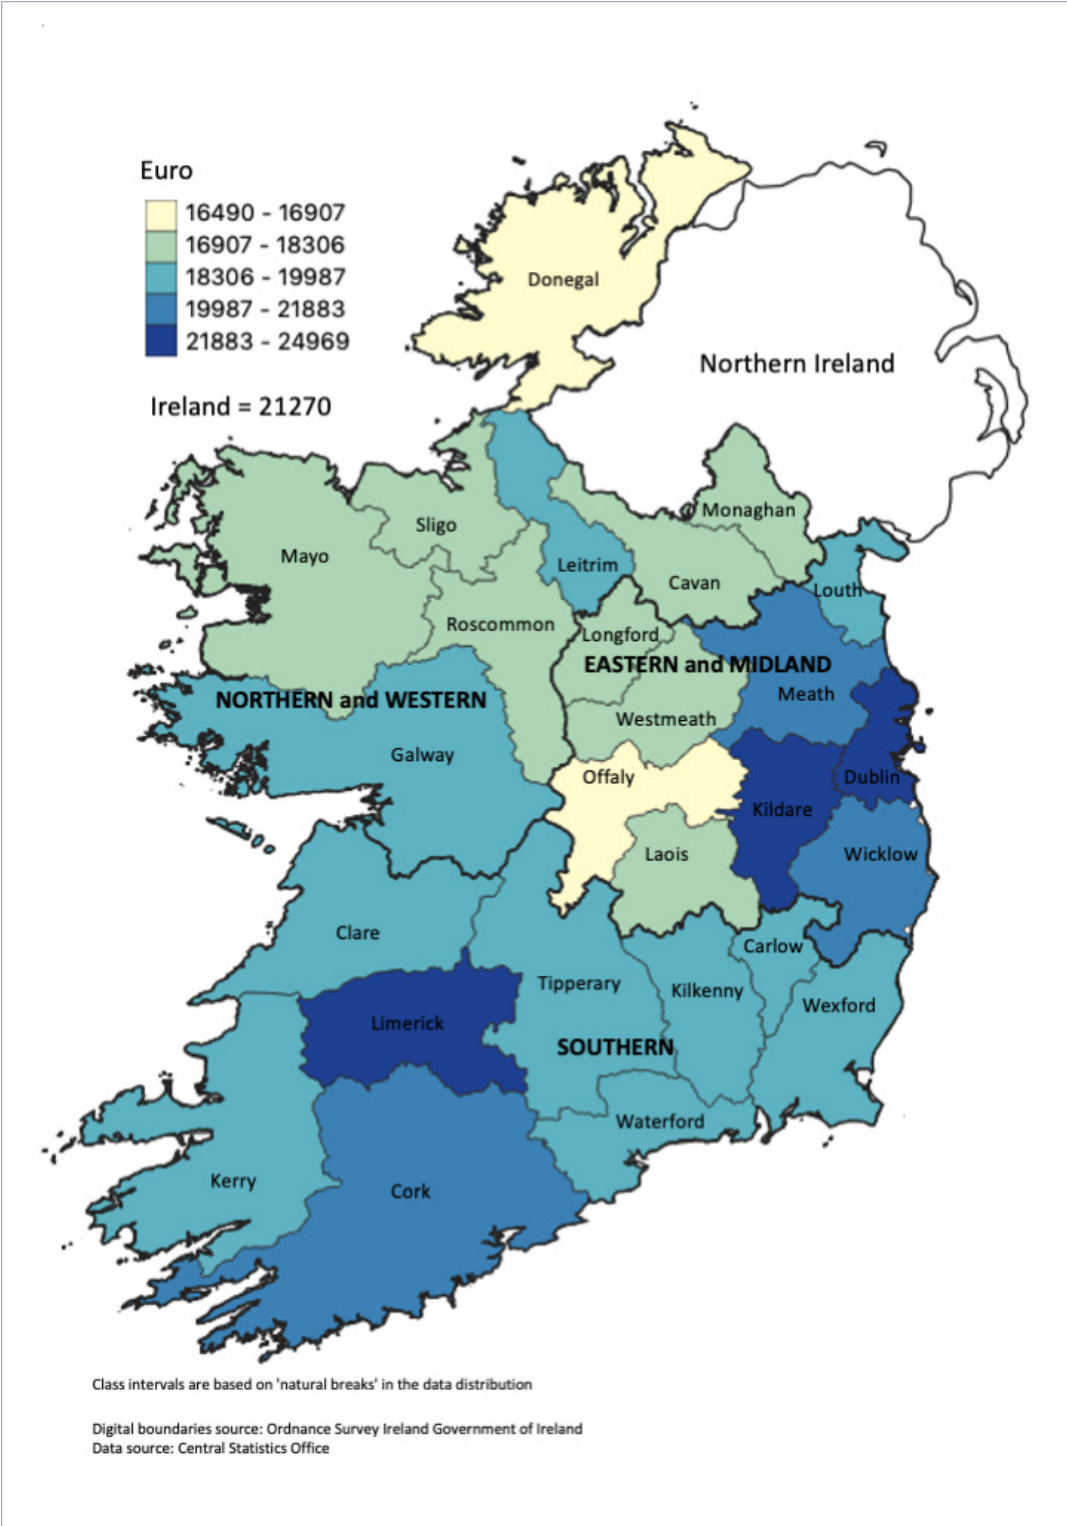 Euro
16490 - 16907
16907 - 18306
18306 - 19987
19987 - 21883
21883 - 24969
Ireland = 21270
Donegal
Northern Ireland
Monaghan
Sligo
Mayo
Leitrim
Cavan
Louth
Roscommon
Longford
EASTERN and MIDLAND
Meath
NORTHERN and WESTERN
Westmeath
Galway
Offaly
Dublin
Kildare
Laois
Wicklow
Clare
Carlow
Tipperary
Kilkenny
Wexford
Limerick
SOUTHERN
Waterford
Kerry
Cork
Class intervals are based on 'natural breaks' in the data distribution
Digital boundaries source: Ordnance Survey Ireland Government of Ireland
Data source: Central Statistics Office